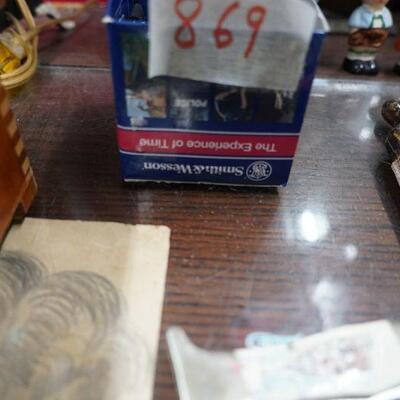 869
POLICE
The Experience of Time
Smith & Wesson